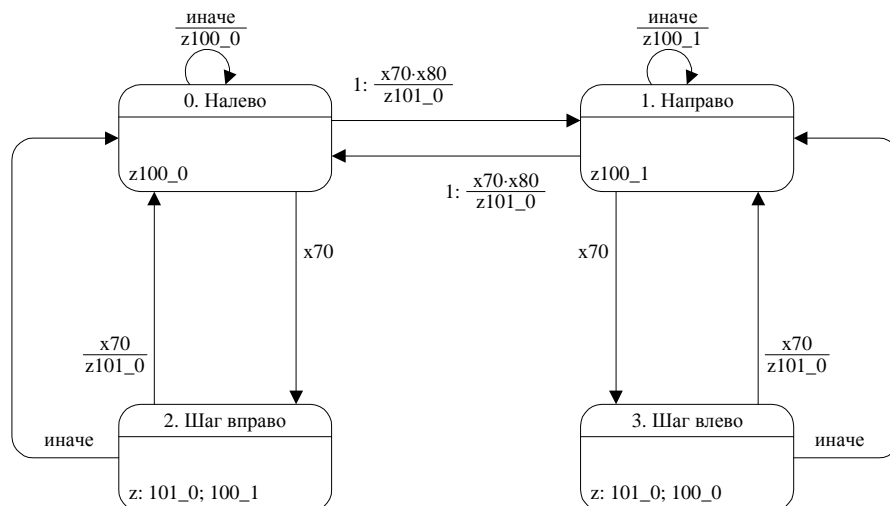 иначе
z100_0
иначе
z100_1
0. Налево
1: x70·x80
z101_0
1. Направо
z100_0
z100_1
1: x70·x80
z101_0
x70
x70
x70
z101_0
x70
z101_0
2. Шаг вправо
3. Шаг влево
иначе
иначе
z: 101_0; 100_1
z: 101_0; 100_0